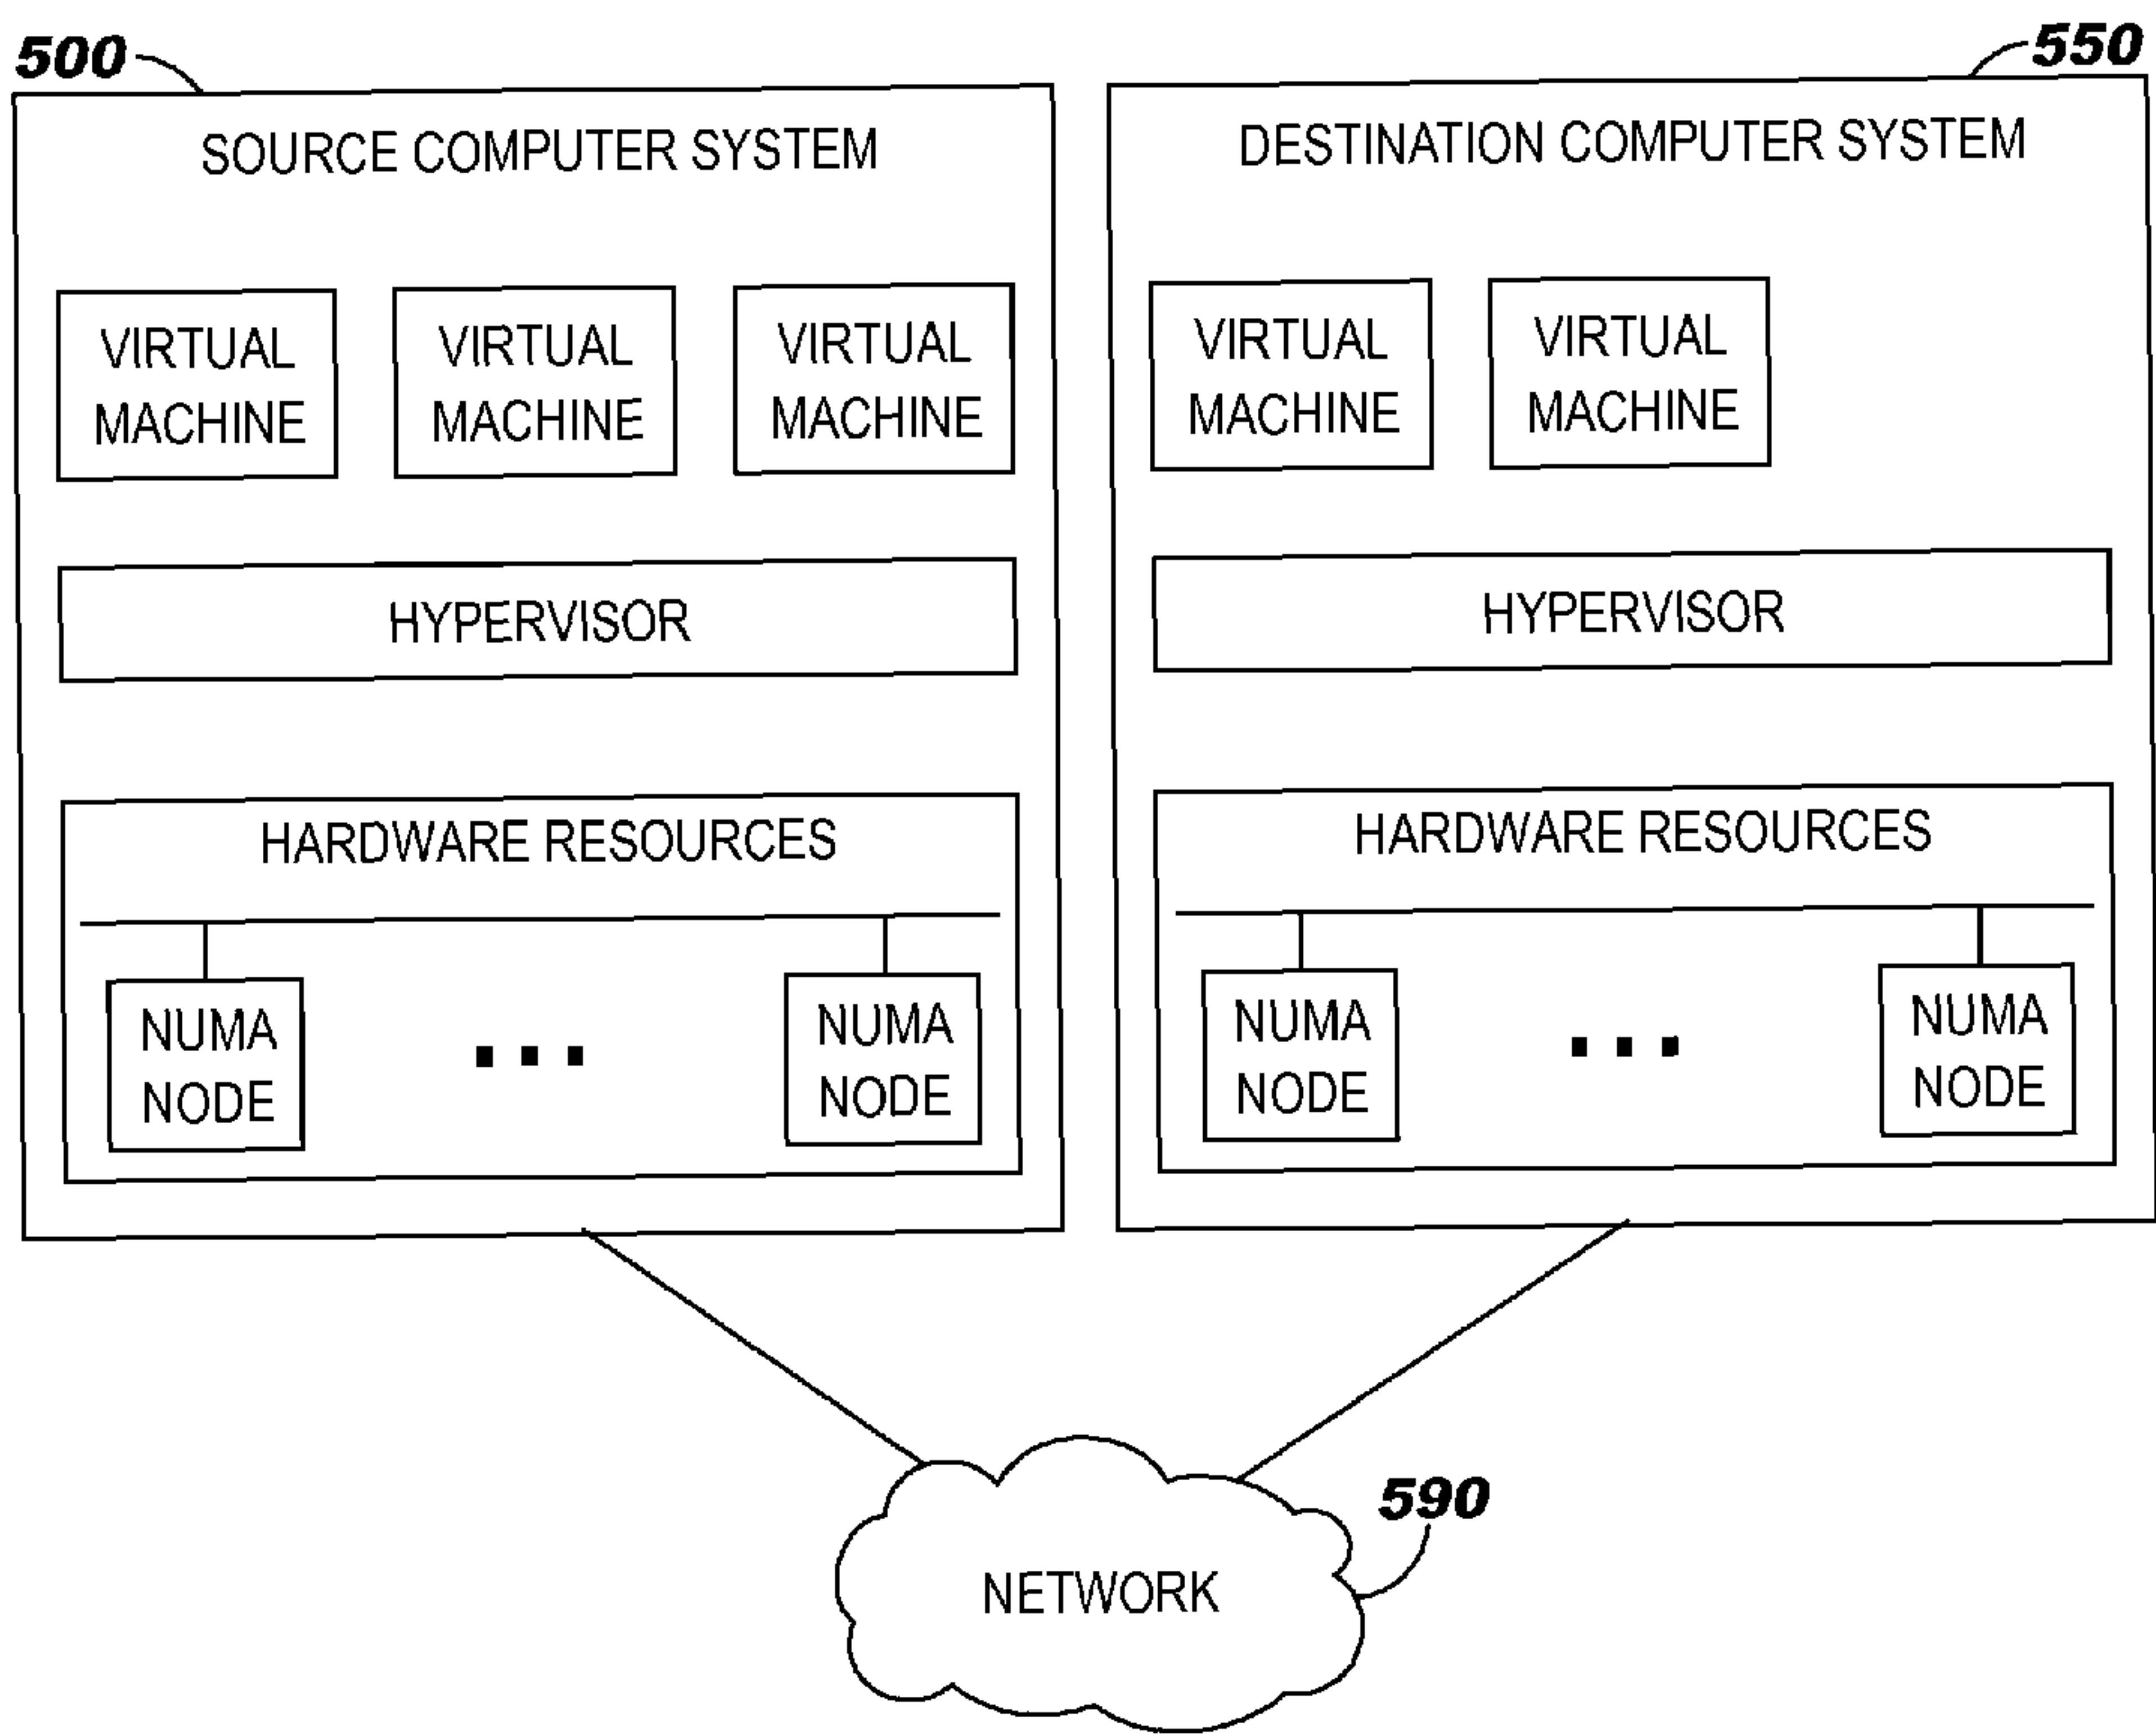 500
SOURCE COMPUTER SYSTEM
VIRTUAL
MACHINE
VIRTUAL
MACHINE
VIRTUAL
MACHINE
HYPERVISOR
HARDWARE RESOURCES
NUMA
NODE
NUMA
NODE
550
DESTINATION COMPUTER SYSTEM
VIRTUAL
MACHINE
VIRTUAL
MACHINE
HYPERVISOR
HARDWARE RESOURCES
NUMA
NODE
NUMA
NODE
590
NETWORK